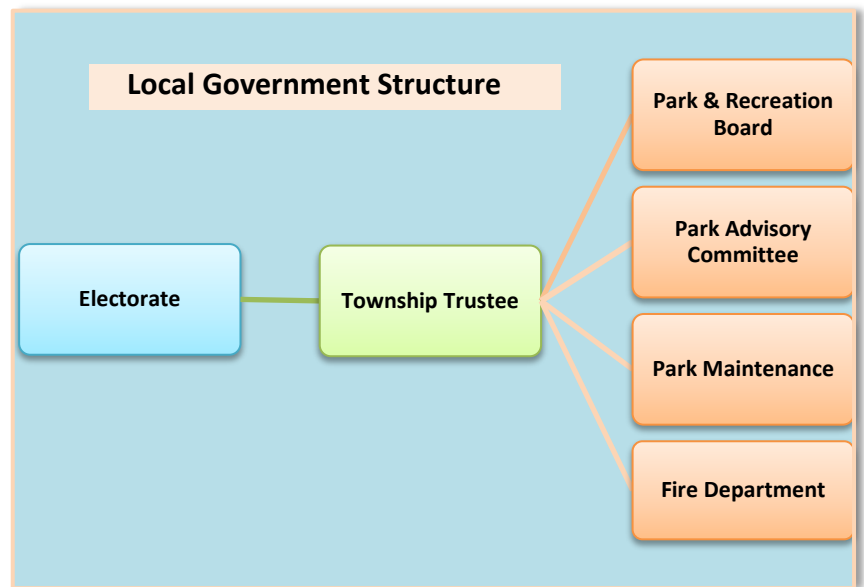 Local Government Structure
Park & Recreation
Board
Park Advisory
Committee
Electorate
Township Trustee
Park Maintenance
Fire Department